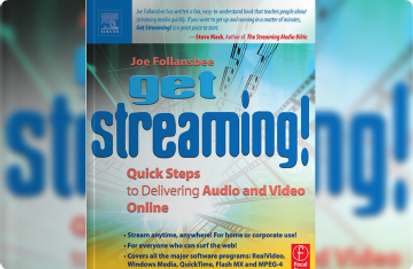 Joe Follansbee has written a fun, easy-to-understand book that teaches people about
streaming media quickly. If you want to get up and running in a matter of minutes,
Get Streaming! is a great place to start.
—Steve Mack, Author of The Streaming Media Bible
ELSEVIER
Joe Follansbee
get
streaming!
Quick Steps
to Delivering Audio and Video
Online
• Stream anytime, anywhere! For home or corporate use!
• For everyone who can surf the web!
• Covers all the major software programs: RealVideo,
Windows Media, QuickTime, Flash MX and MPEG-4
Focal